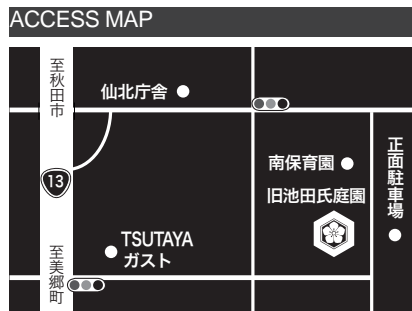 ACCESS MAP
至秋田市
仙北庁舎
13
南保育園
旧池田氏庭園
正面駐車場
TSUTAYA
ガスト
至美郷町